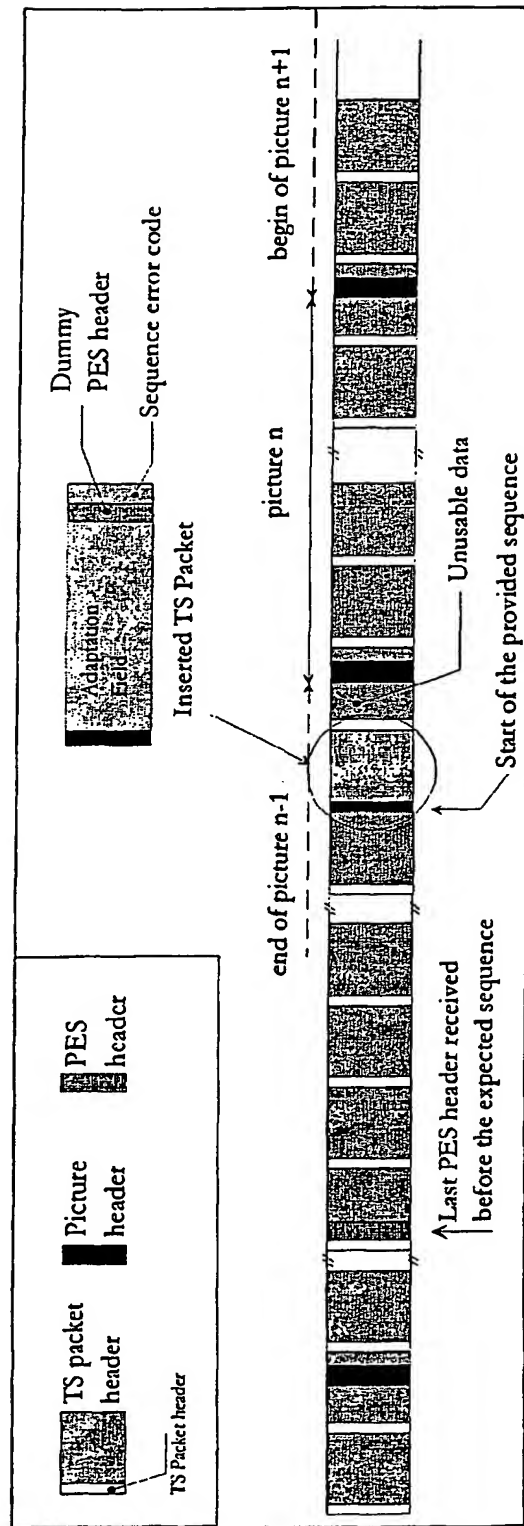 TS packet
header
TS Packet header
Picture
header
PES
header
Adaptation
Field
Dummy
PES header
Sequence error code
Inserted TS Packet
end of picture n-1
picture n
begin of picture n+1
Last PES header received
before the expected sequence
Start of the provided sequence
Unusable data